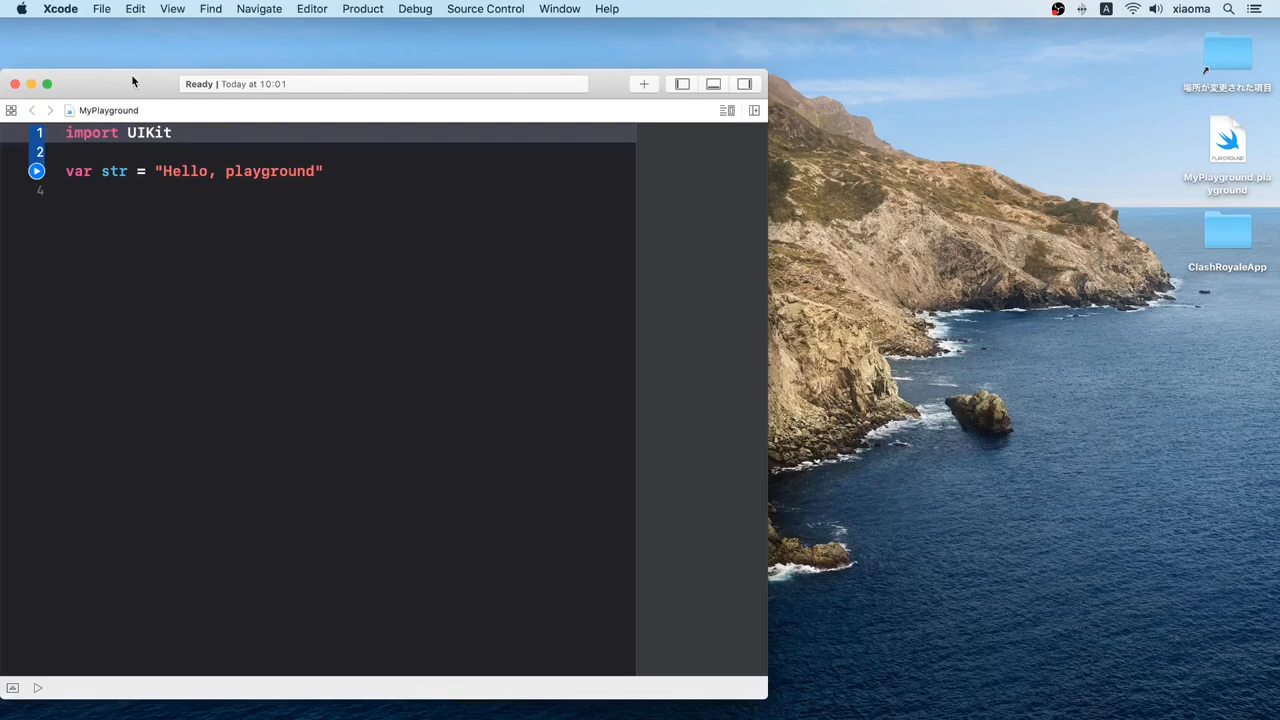 Xcode File Edit View Find Navigate Editor Product Debug Source Control Window Help A xiaoma
Ready | Today at 10:01
MyPlayground
1 import UIKit
2
var str = "Hello, playground"
4
場所が変更された項目
PLAYGROUND
MyPlayground.pla
yground
ClashRoyaleApp